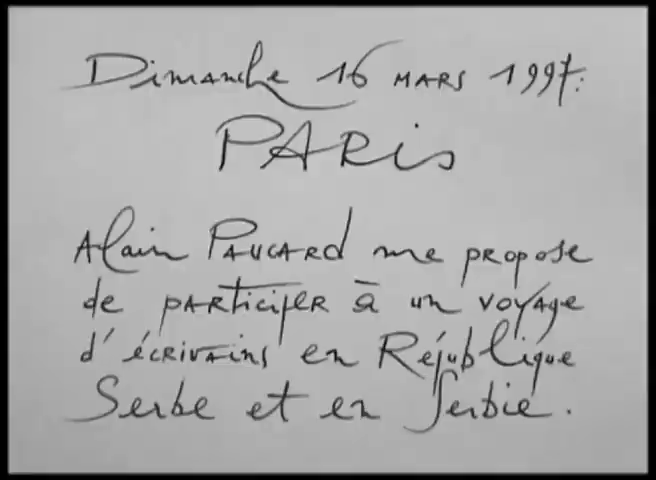 Dimanche 16 MARS 1997:
PARis
Alain PAUCARD me propose
de PARticiper à un voyage
d'écrivains en République
Serbe et en Serbie.